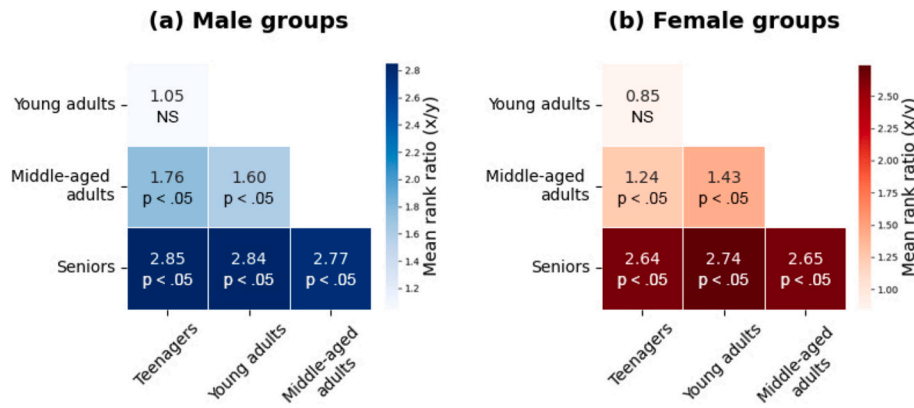 (a) Male groups
Young adults
1.05
NS
Middle-aged
adults
1.76
p < .05
1.60
p < .05
Seniors
2.85
p < .05
2.84
p < .05
2.77
p < .05
Teenagers
Young adults
Middle-aged
adults
2.8
2.6
2.4
2.2
2.0
1.8
1.6
1.4
1.2
Mean rank ratio (x/y)
(b) Female groups
Young adults
0.85
NS
Middle-aged
adults
1.24
p < .05
1.43
p < .05
Seniors
2.64
p < .05
2.74
p < .05
2.65
p < .05
Teenagers
Young adults
Middle-aged
adults
2.50
2.25
2.00
1.75
1.50
1.25
1.00
Mean rank ratio (x/y)